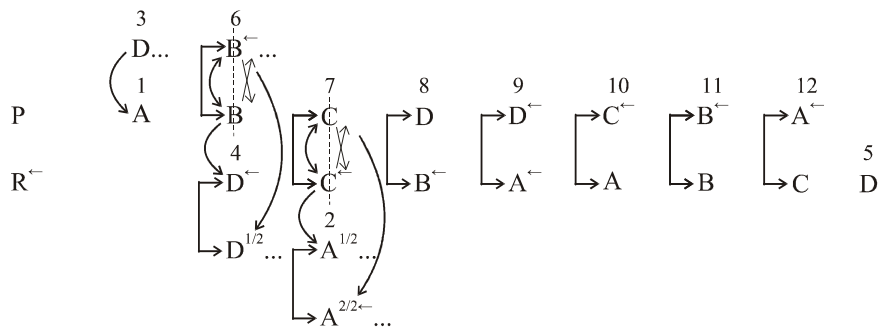 3 6
D... B← ...
1 7 8 9 10 11 12
P A B C D D← C← B← A←
4 5
R← D← C← B← A← A B C D
2
D1/2 ... A1/2 ...
A2/2← ...